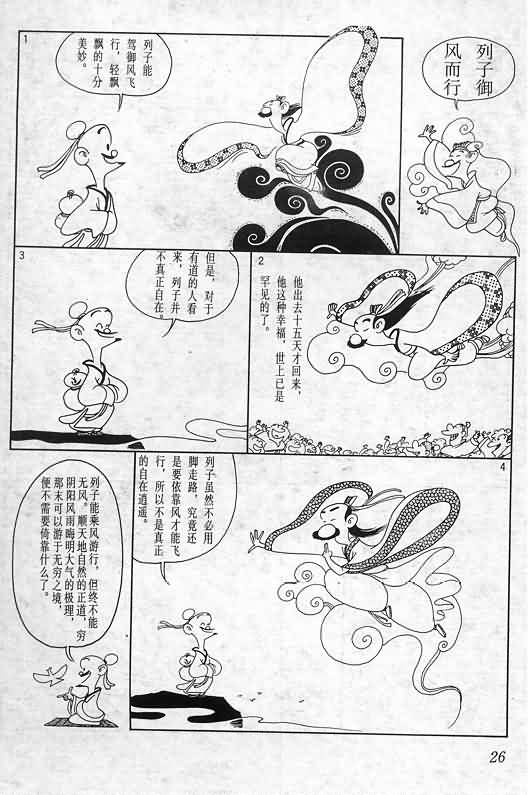 列子御
风而行
1
列子能
驾御风飞
行，轻飘
飘的十分
美妙。
2
他出去十五天才回来，
他这种幸福，世上已是
罕见的了。
3
但是，对于
有道的人看
来，列子并
不真正自在。
4
列子虽然不必用
脚走路，究竟还
是要依靠风才能飞
行，所以不是真正
的自在逍遥。
列子能乘风游行，但终不能
无风。顺天地自然的正道，穷
阴阳风雨晦明大气的极理，
那末可以游于无穷之境，
便不需要倚靠什么了。
26